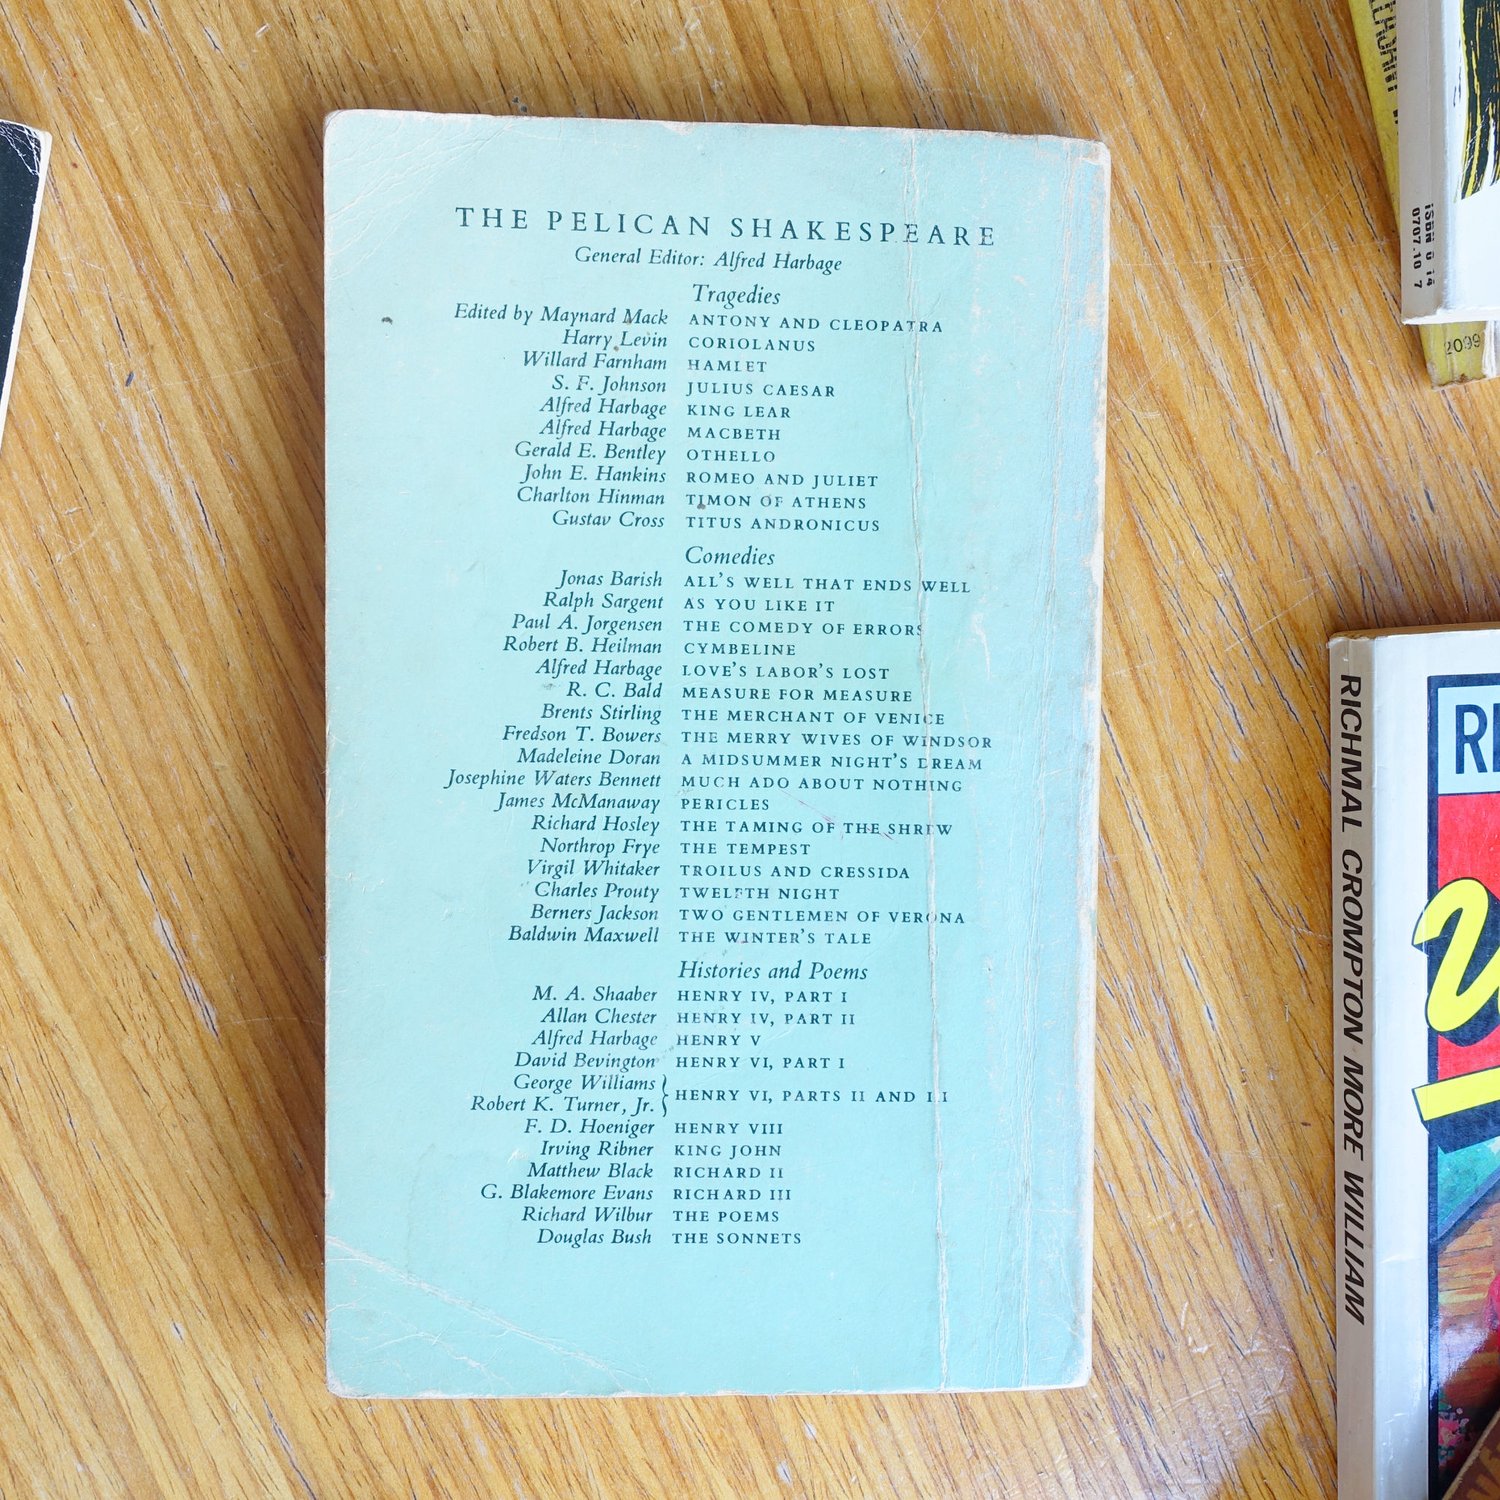 THE PELICAN SHAKESPEARE
General Editor: Alfred Harbage
Tragedies
Edited by Maynard Mack ANTONY AND CLEOPATRA
Harry Levin CORIOLANUS
Willard Farnham HAMLET
S. F. Johnson JULIUS CAESAR
Alfred Harbage KING LEAR
Alfred Harbage MACBETH
Gerald E. Bentley OTHELLO
John E. Hankins ROMEO AND JULIET
Charlton Hinman TIMON OF ATHENS
Gustav Cross TITUS ANDRONICUS
Comedies
Jonas Barish ALL'S WELL THAT ENDS WELL
Ralph Sargent AS YOU LIKE IT
Paul A. Jorgensen THE COMEDY OF ERRORS
Robert B. Heilman CYMBELINE
Alfred Harbage LOVE'S LABOR'S LOST
R. C. Bald MEASURE FOR MEASURE
Brents Stirling THE MERCHANT OF VENICE
Fredson T. Bowers THE MERRY WIVES OF WINDSOR
Madeleine Doran A MIDSUMMER NIGHT'S DREAM
Josephine Waters Bennett MUCH ADO ABOUT NOTHING
James McManaway PERICLES
Richard Hosley THE TAMING OF THE SHREW
Northrop Frye THE TEMPEST
Virgil Whitaker TROILUS AND CRESSIDA
Charles Prouty TWELFTH NIGHT
Berners Jackson TWO GENTLEMEN OF VERONA
Baldwin Maxwell THE WINTER'S TALE
Histories and Poems
M. A. Shaaber HENRY IV, PART I
Allan Chester HENRY IV, PART II
Alfred Harbage HENRY V
David Bevington HENRY VI, PART I
George Williams
Robert K. Turner, Jr. } HENRY VI, PARTS II AND III
F. D. Hoeniger HENRY VIII
Irving Ribner KING JOHN
Matthew Black RICHARD II
G. Blakemore Evans RICHARD III
Richard Wilbur THE POEMS
Douglas Bush THE SONNETS
RICHMAL CROMPTON MORE WILLIAM
ISBN 0 14
0707.10 7
2099